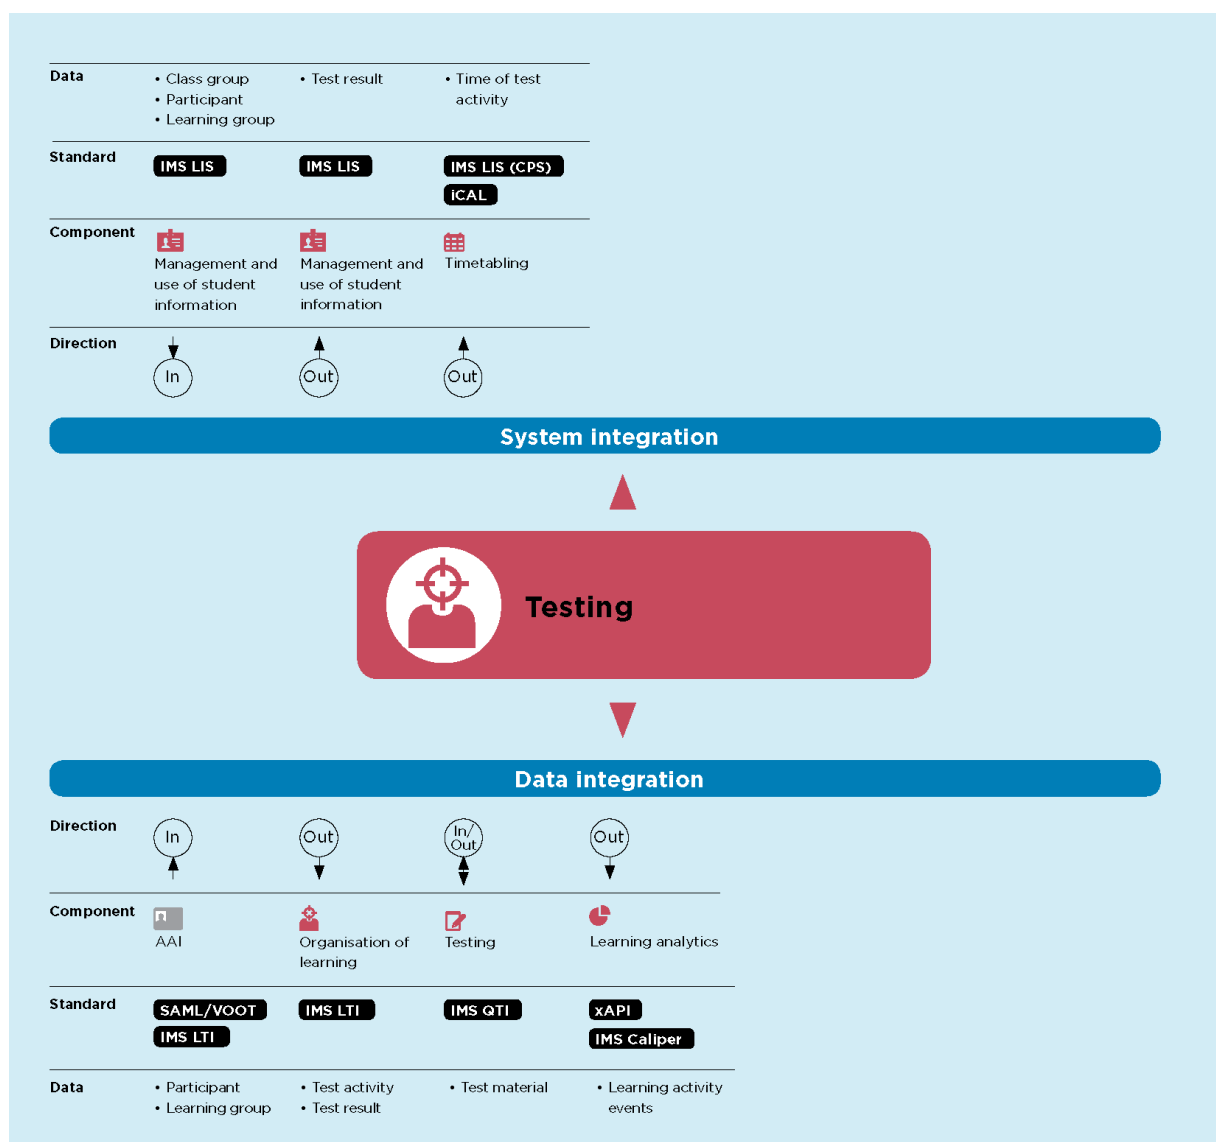 Data
• Class group
• Participant
• Learning group
• Test result
• Time of test
activity
Standard
IMS LIS
IMS LIS
IMS LIS (CPS)
iCAL
Component
Management and
use of student
information
Management and
use of student
information
Timetabling
Direction
In
Out
Out
System integration
Testing
Data integration
Direction
In
Out
In/
Out
Out
Component
AAI
Organisation of
learning
Testing
Learning analytics
Standard
SAML/VOOT
IMS LTI
IMS LTI
IMS QTI
xAPI
IMS Caliper
Data
• Participant
• Learning group
• Test activity
• Test result
• Test material
• Learning activity
events